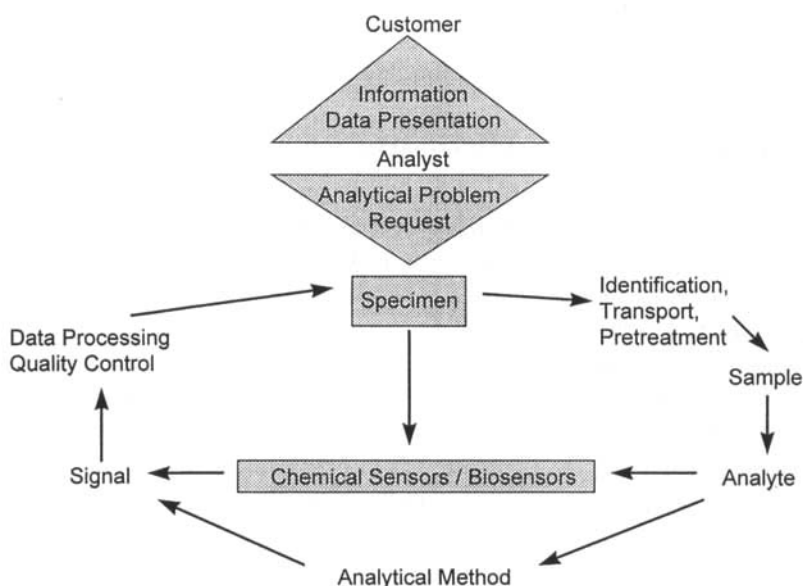 Customer
Information
Data Presentation
Analyst
Analytical Problem
Request
Specimen
Identification,
Transport,
Pretreatment
Data Processing
Quality Control
Sample
Signal
Chemical Sensors / Biosensors
Analyte
Analytical Method